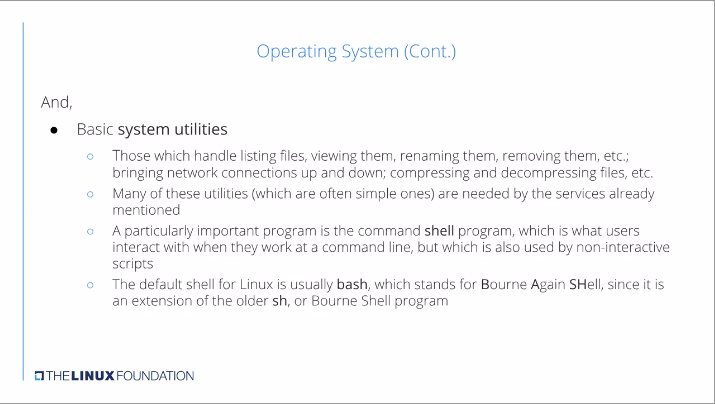 Operating System (Cont.)
And,
● Basic system utilities
○ Those which handle listing files, viewing them, renaming them, removing them, etc.;
bringing network connections up and down; compressing and decompressing files, etc.
○ Many of these utilities (which are often simple ones) are needed by the services already
mentioned
○ A particularly important program is the command shell program, which is what users
interact with when they work at a command line, but which is also used by non-interactive
scripts
○ The default shell for Linux is usually bash, which stands for Bourne Again SHell, since it is
an extension of the older sh, or Bourne Shell program
THE LINUX FOUNDATION